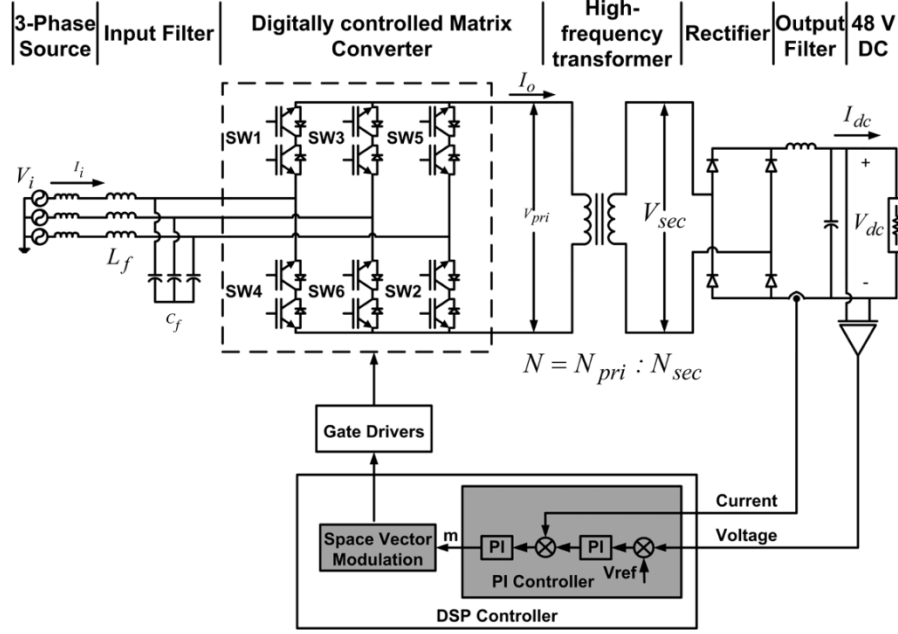 3-Phase
Source
Input Filter
Digitally controlled Matrix
Converter
High-
frequency
transformer
Rectifier
Output
Filter
48 V
DC
I_o
I_dc
SW1
SW3
SW5
V_i
I_i
+
V_pri
V_sec
V_dc
L_f
SW4
SW6
SW2
-
C_f
N = N_pri : N_sec
Gate Drivers
Current
Space Vector
Modulation
m
PI
PI
Voltage
Vref
PI Controller
DSP Controller